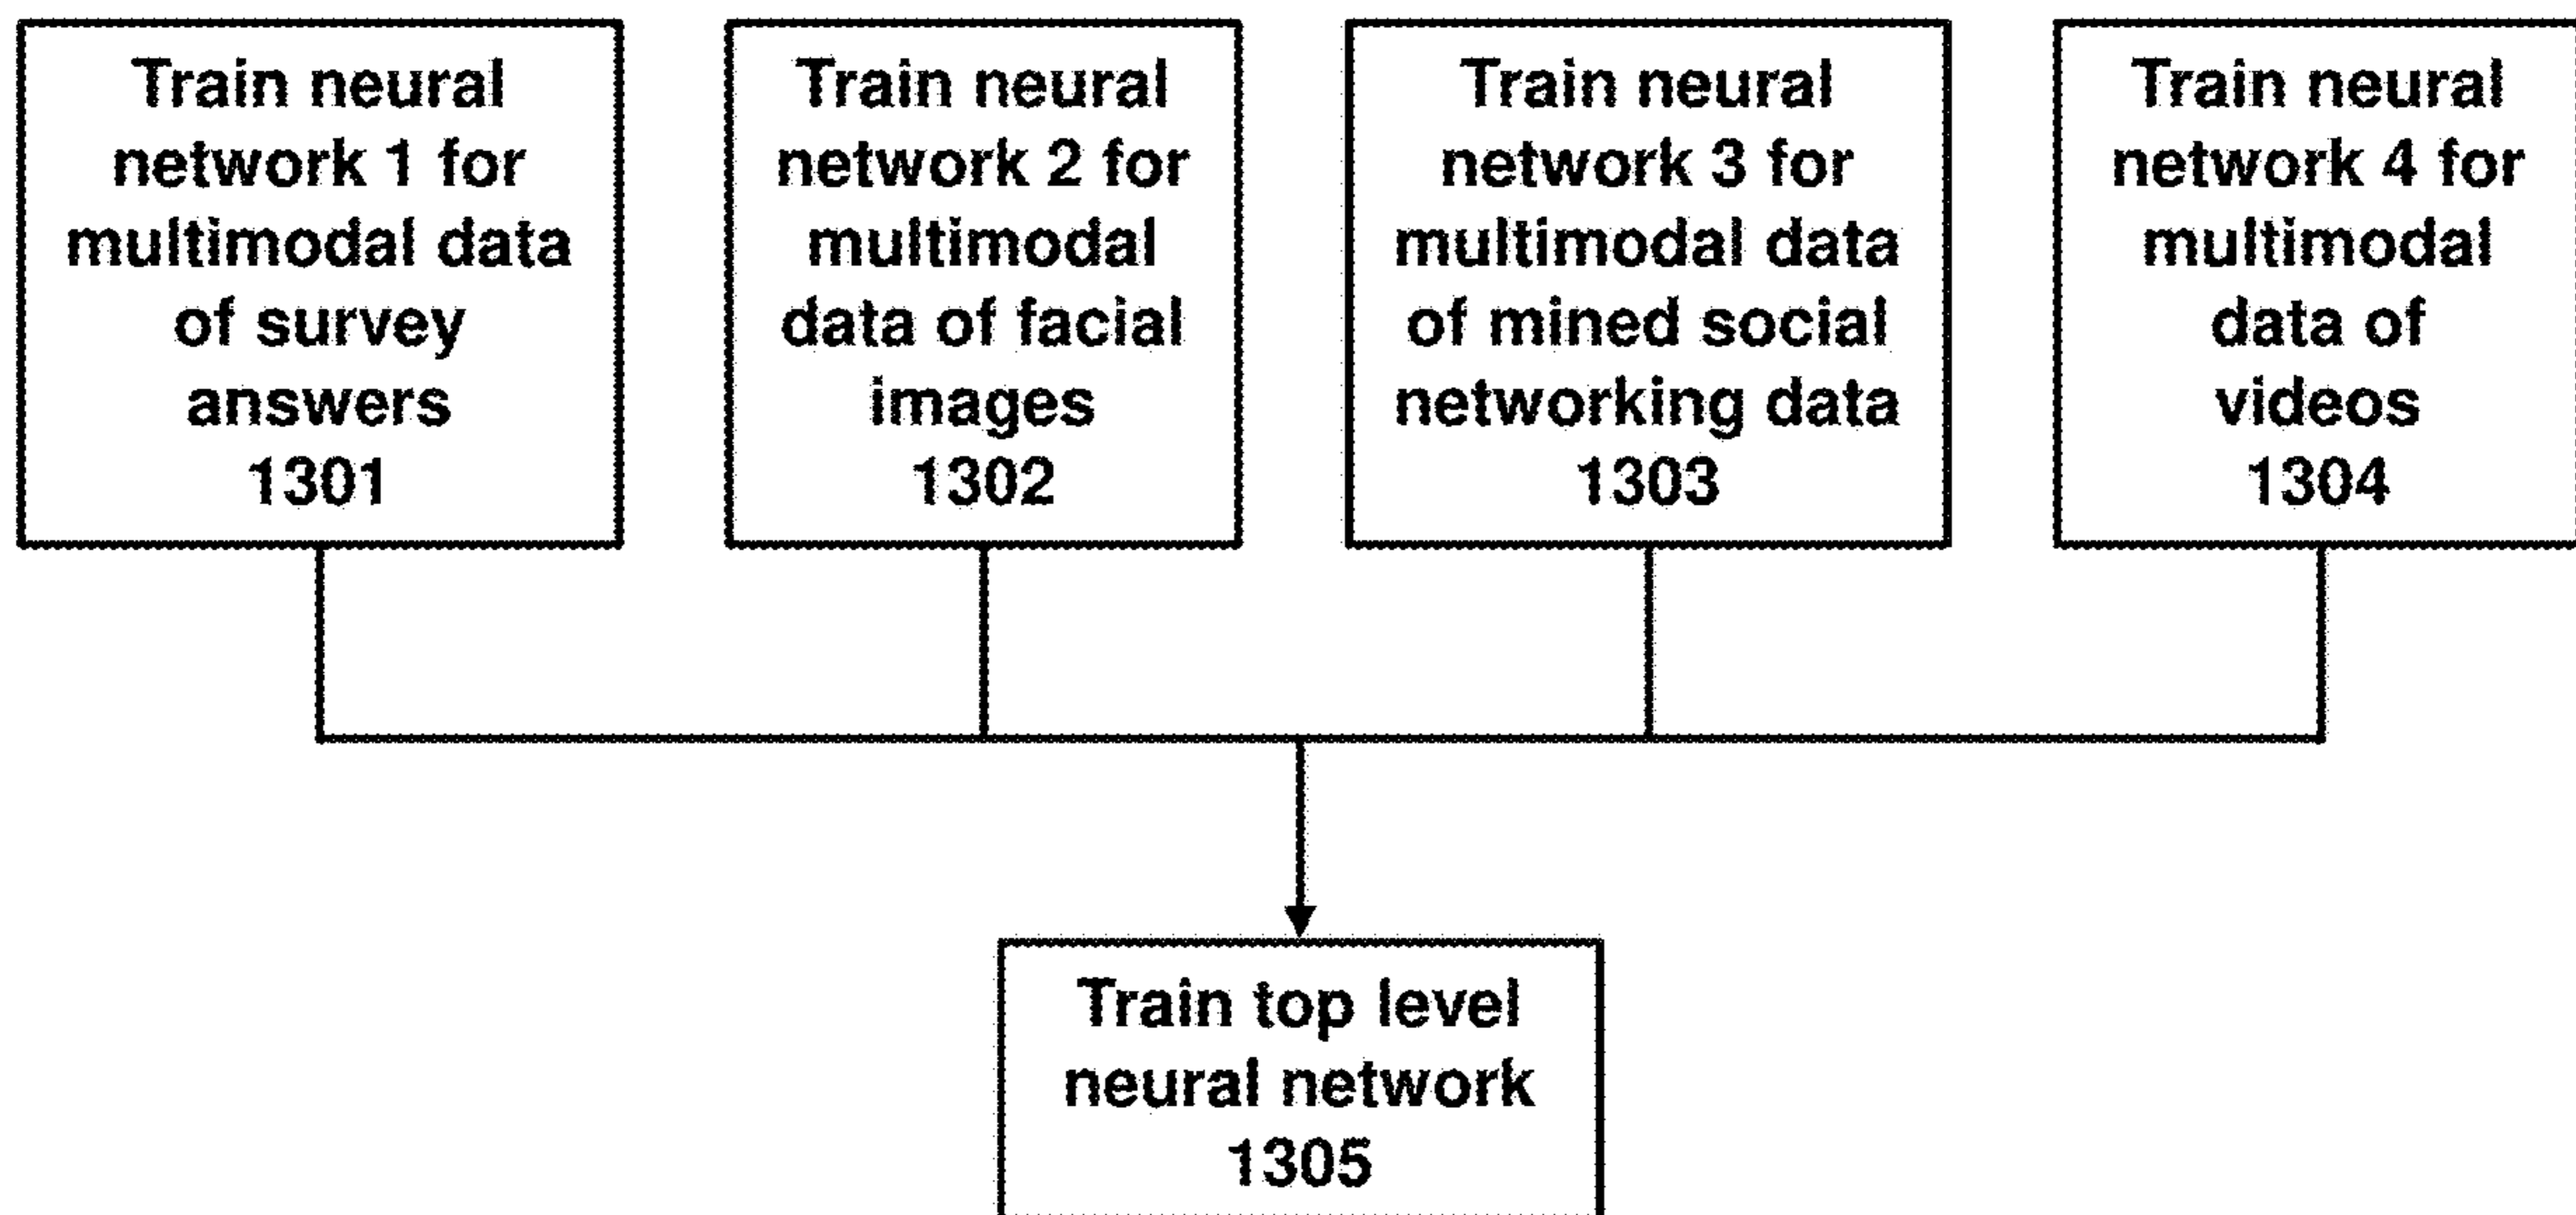 Train neural
network 1 for
multimodal data
of survey
answers
1301
Train neural
network 2 for
multimodal
data of facial
images
1302
Train neural
network 3 for
multimodal data
of mined social
networking data
1303
Train neural
network 4 for
multimodal
data of
videos
1304
Train top level
neural network
1305